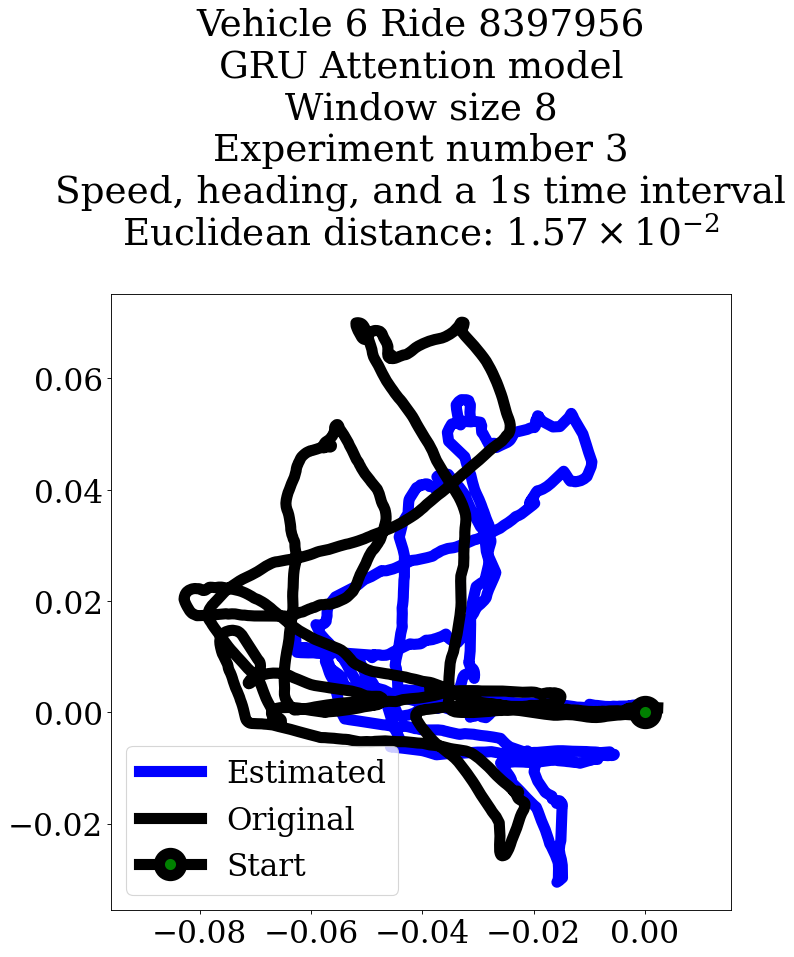 Vehicle 6 Ride 8397956
GRU Attention model
Window size 8
Experiment number 3
Speed, heading, and a 1s time interval
Euclidean distance: 1.57 × 10⁻²
0.06
0.04
0.02
0.00
−0.02
Estimated
Original
Start
−0.08 −0.06 −0.04 −0.02 0.00